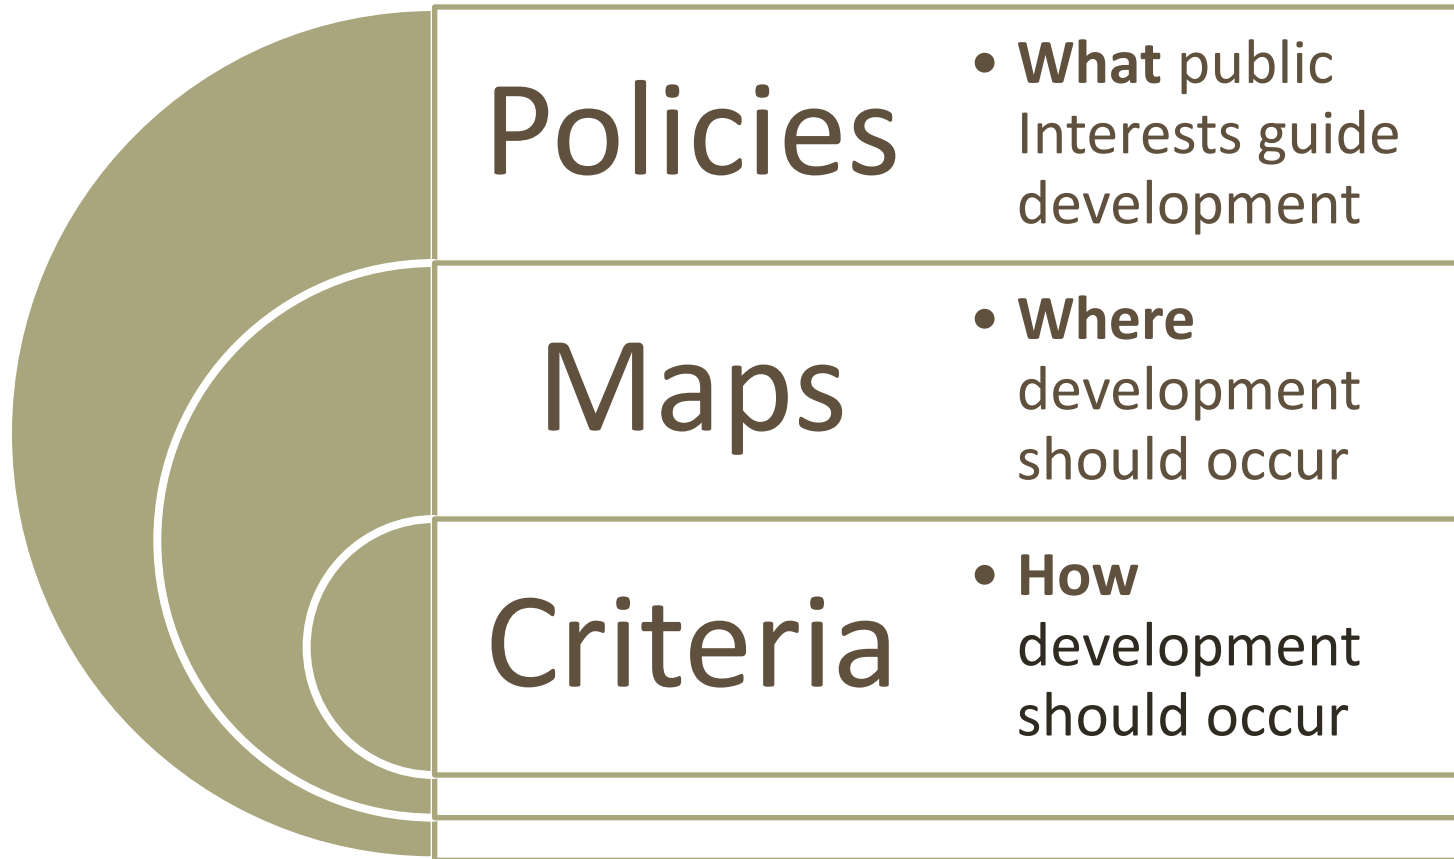 Policies
• What public
Interests guide
development
Maps
• Where
development
should occur
Criteria
• How
development
should occur